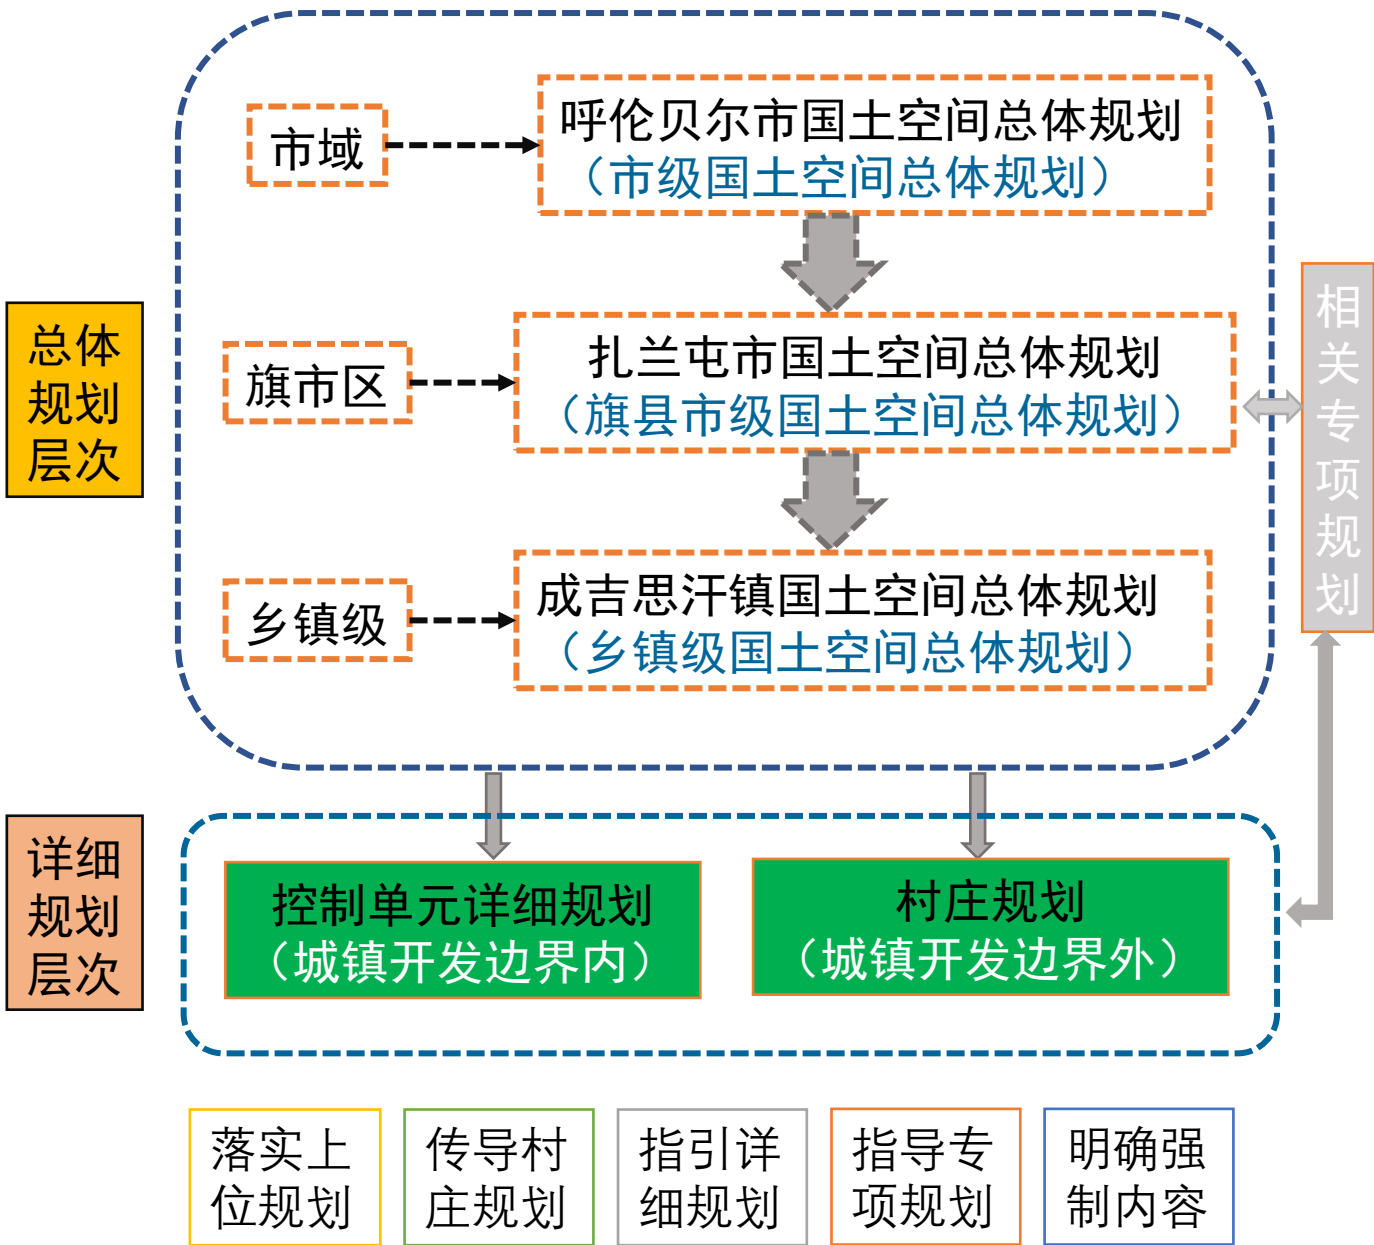 市域
呼伦贝尔市国土空间总体规划
（市级国土空间总体规划）
总体
规划
层次
旗市区
扎兰屯市国土空间总体规划
（旗县市级国土空间总体规划）
乡镇级
成吉思汗镇国土空间总体规划
（乡镇级国土空间总体规划）
相
关
专
项
规
划
详细
规划
层次
控制单元详细规划
（城镇开发边界内）
村庄规划
（城镇开发边界外）
落实上
位规划
传导村
庄规划
指引详
细规划
指导专
项规划
明确强
制内容